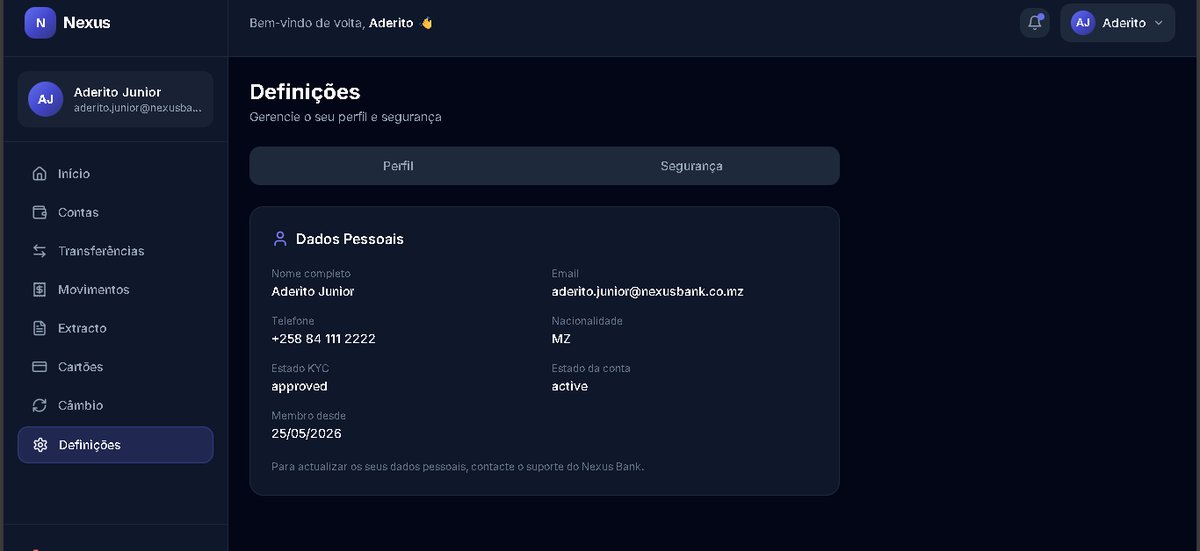 N Nexus
Bem-vindo de volta, Aderito 👋
AJ Aderito
AJ
Aderito Junior
aderito.junior@nexusba...
Início
Contas
Transferências
Movimentos
Extracto
Cartões
Câmbio
Definições
Definições
Gerencie o seu perfil e segurança
Perfil
Segurança
Dados Pessoais
Nome completo
Aderito Junior
Email
aderito.junior@nexusbank.co.mz
Telefone
+258 84 111 2222
Nacionalidade
MZ
Estado KYC
approved
Estado da conta
active
Membro desde
25/05/2026
Para actualizar os seus dados pessoais, contacte o suporte do Nexus Bank.